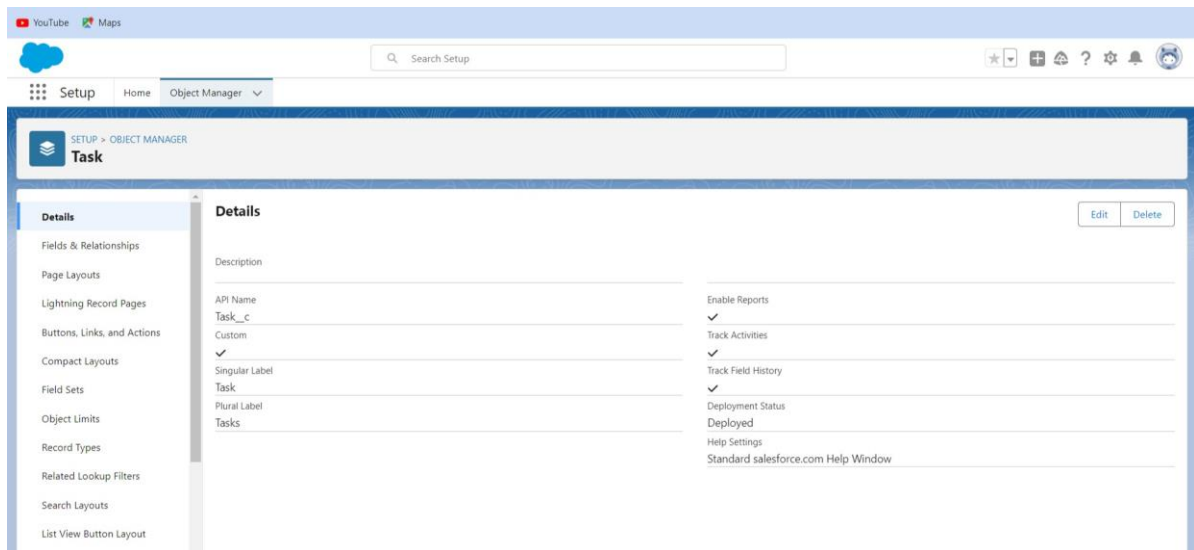 YouTube Maps
Search Setup
Setup Home Object Manager
SETUP > OBJECT MANAGER
Task
Details
Fields & Relationships
Page Layouts
Lightning Record Pages
Buttons, Links, and Actions
Compact Layouts
Field Sets
Object Limits
Record Types
Related Lookup Filters
Search Layouts
List View Button Layout
Details
Edit Delete
Description
API Name
Task__c
Custom
Singular Label
Task
Plural Label
Tasks
Enable Reports
Track Activities
Track Field History
Deployment Status
Deployed
Help Settings
Standard salesforce.com Help Window